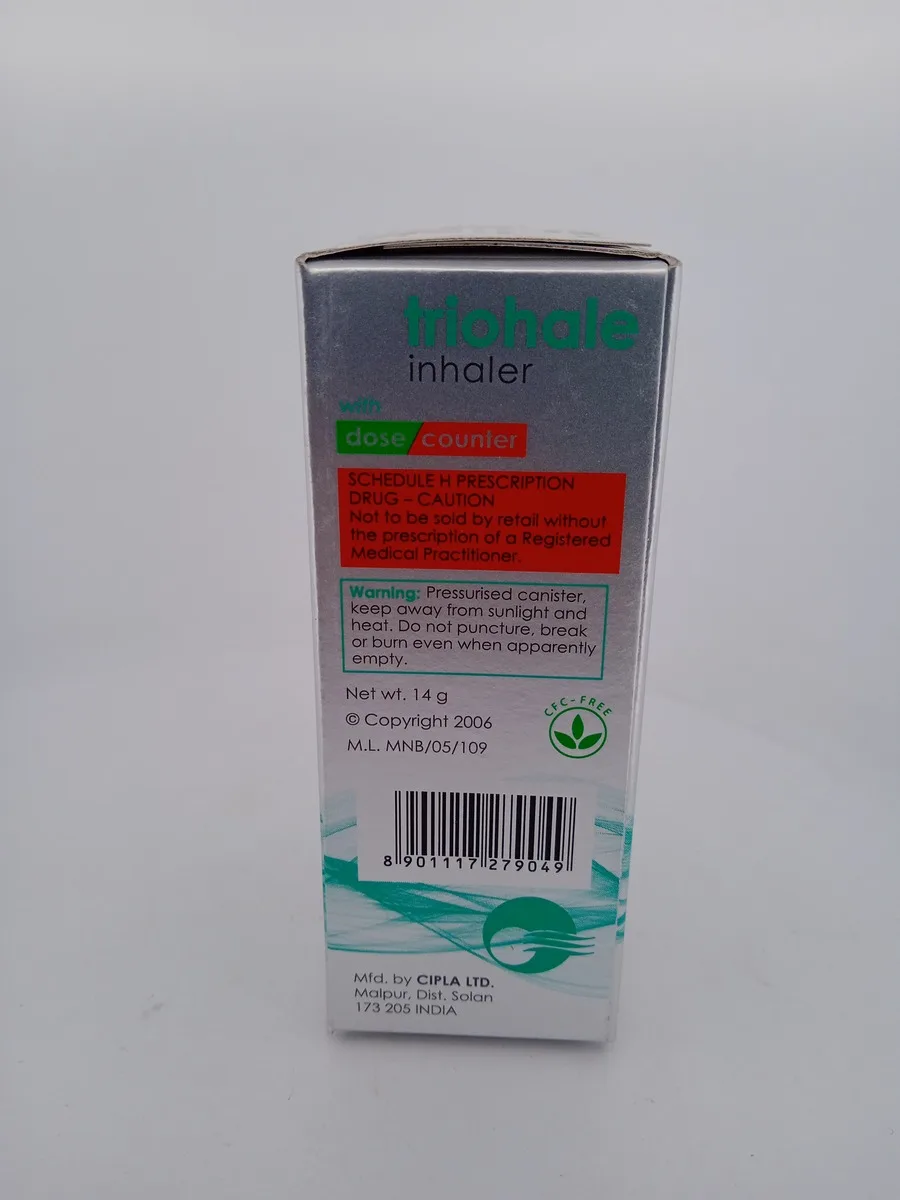 triohale
inhaler
with
dose/counter
SCHEDULE H PRESCRIPTION
DRUG – CAUTION
Not to be sold by retail without
the prescription of a Registered
Medical Practitioner.
Warning: Pressurised canister,
keep away from sunlight and
heat. Do not puncture, break
or burn even when apparently
empty.
Net wt. 14 g
© Copyright 2006
M.L. MNB/05/109
CFC-FREE
8 901117 279049
Mfd. by CIPLA LTD.
Malpur, Dist. Solan
173 205 INDIA